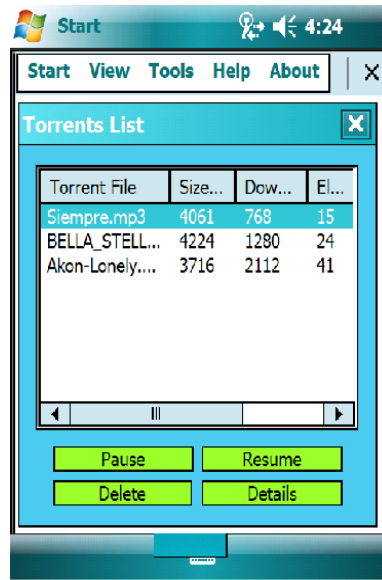 Start 4:24
Start View Tools Help About X
Torrents List X
Torrent File Size... Dow... El...
Siempre.mp3 4061 768 15
BELLA_STELL... 4224 1280 24
Akon-Lonely.... 3716 2112 41
Pause Resume
Delete Details